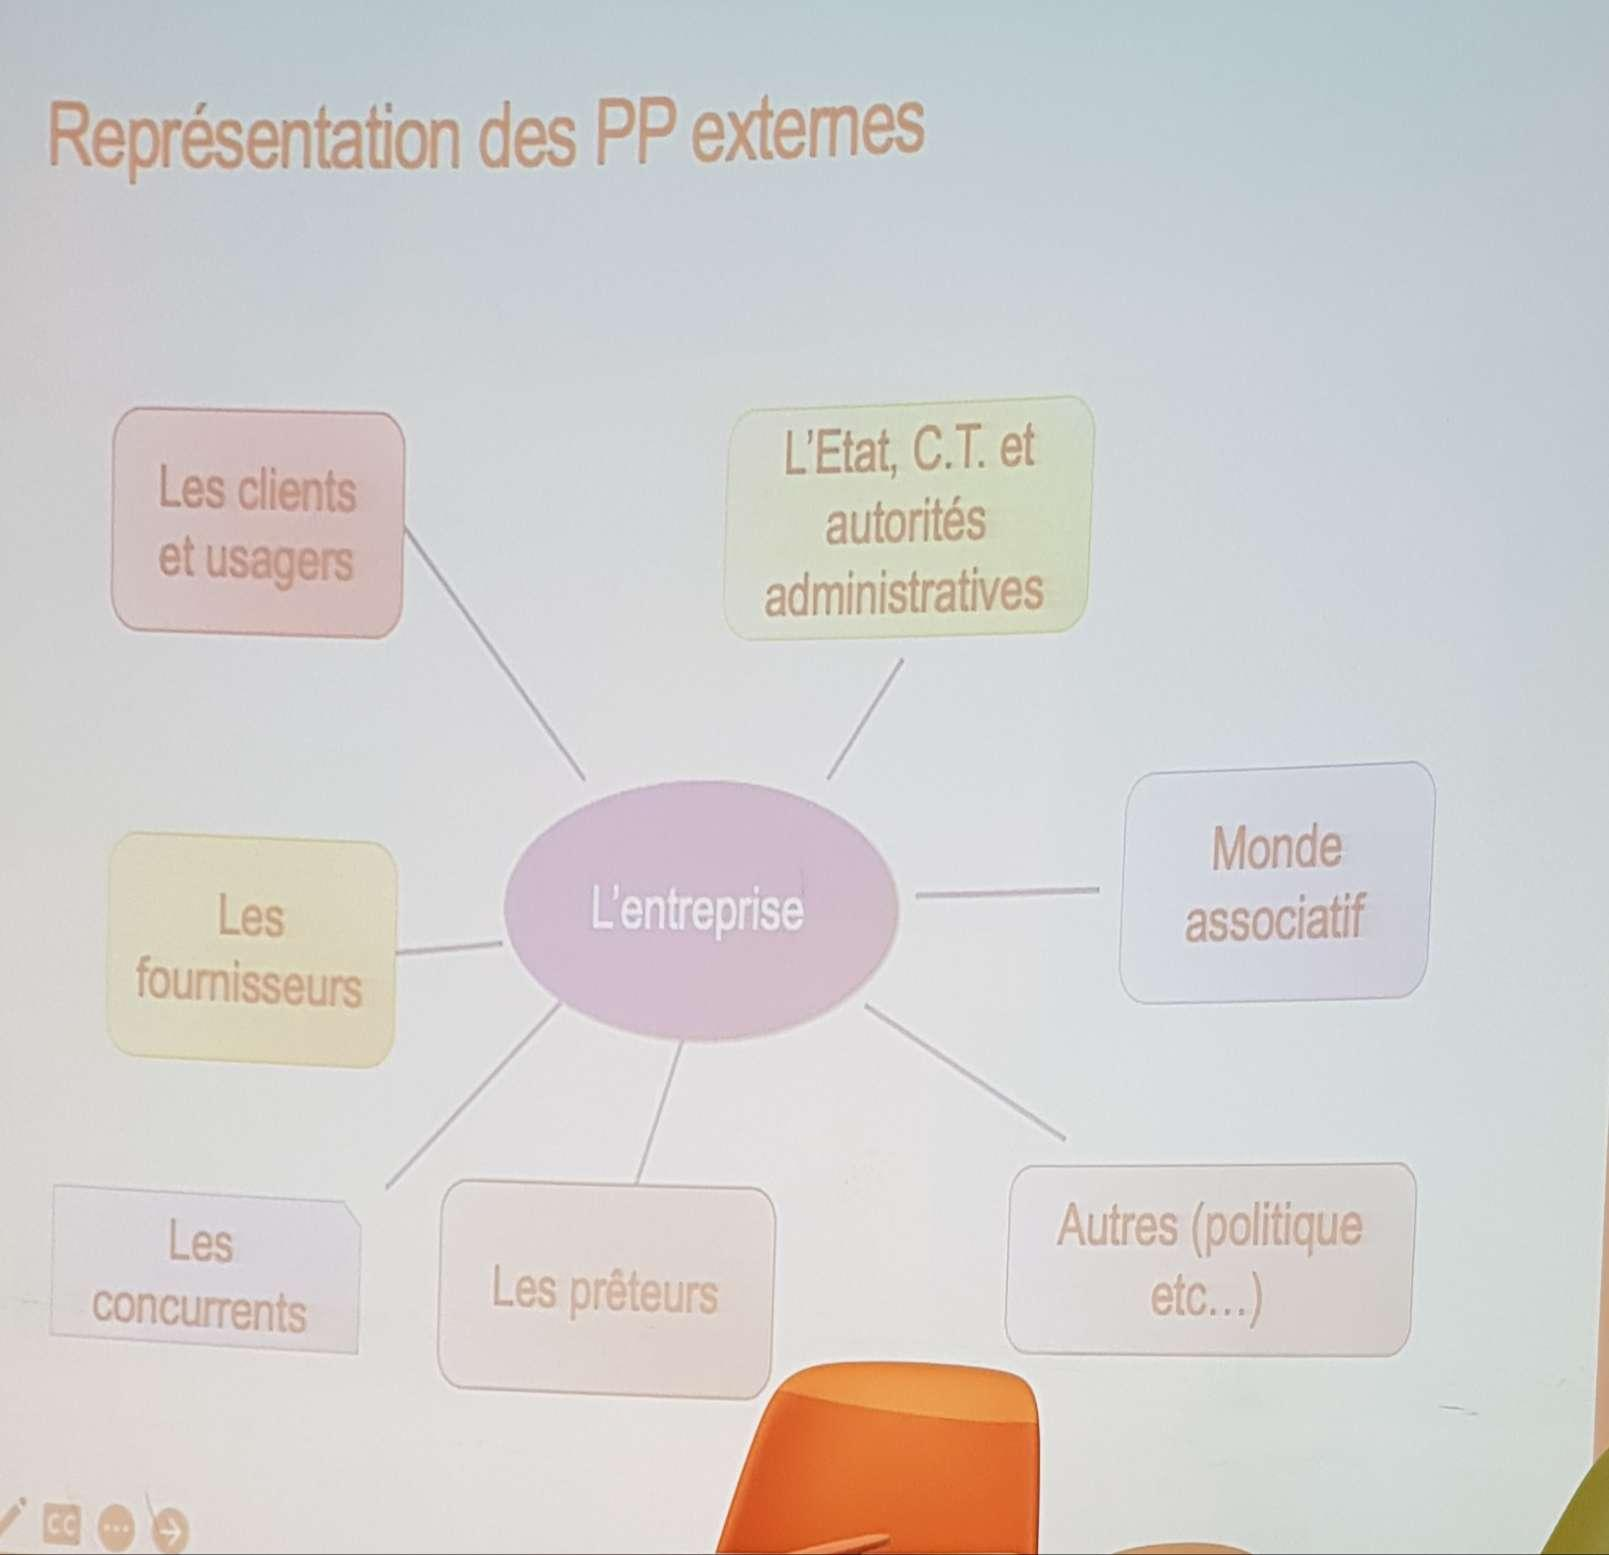 Représentation des PP externes
Les clients
et usagers
L'Etat, C.T. et
autorités
administratives
Les
fournisseurs
L'entreprise
Monde
associatif
Les
concurrents
Les prêteurs
Autres (politique
etc...)
CC